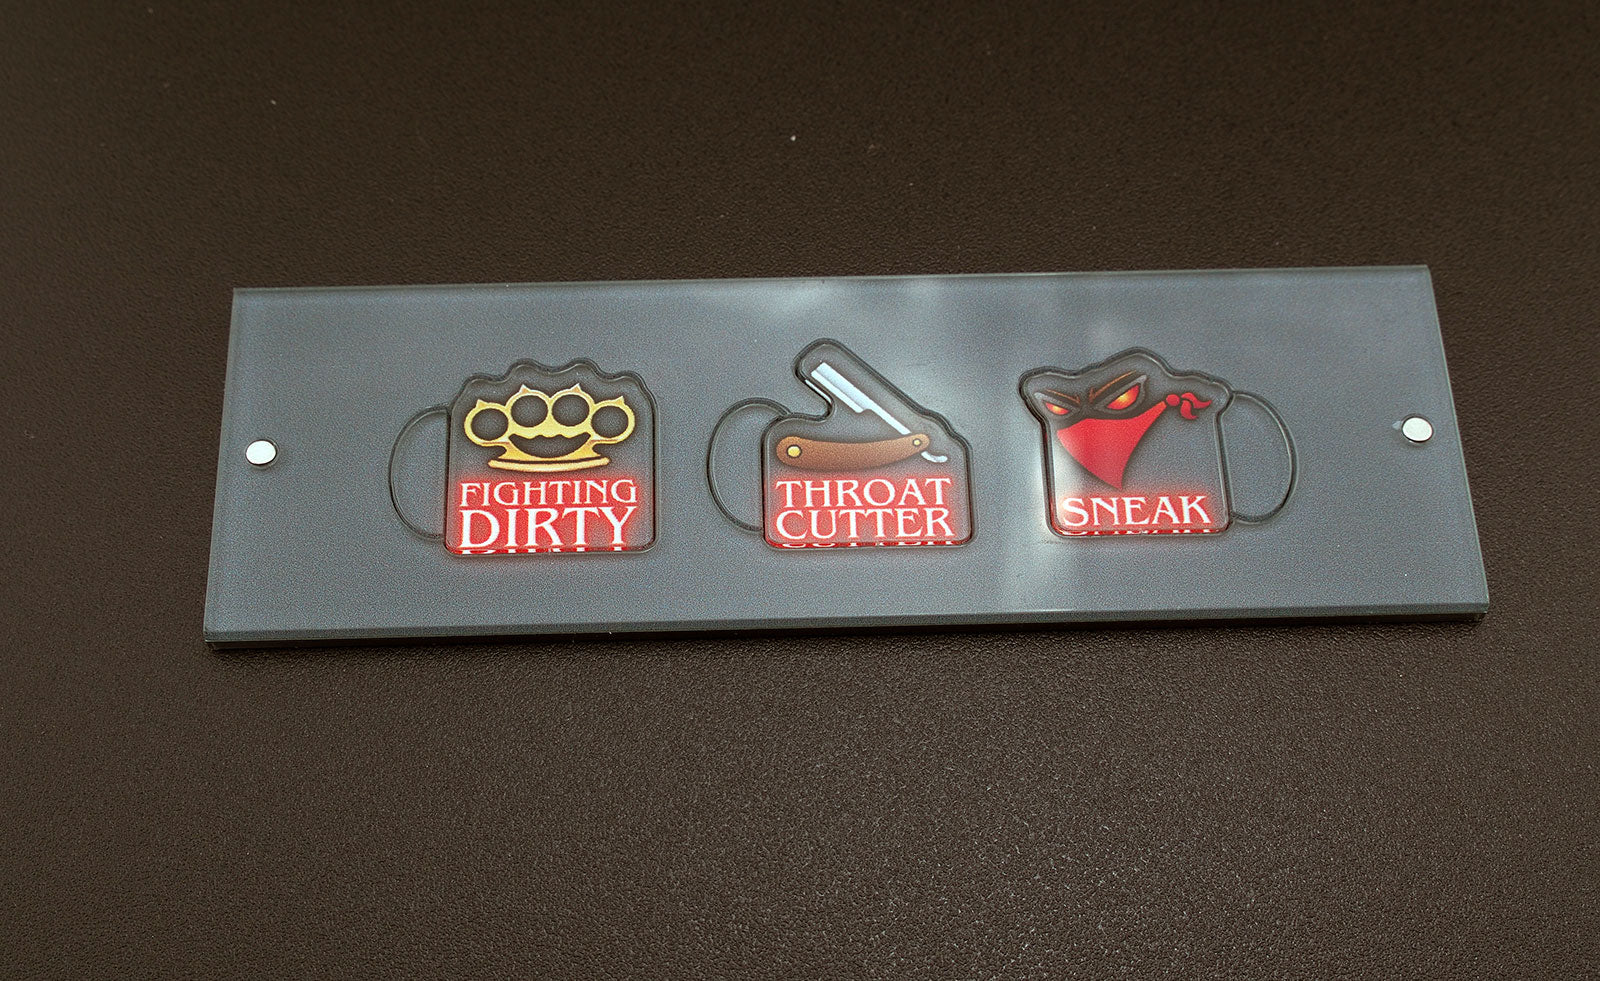 FIGHTING
DIRTY
THROAT
CUTTER
SNEAK